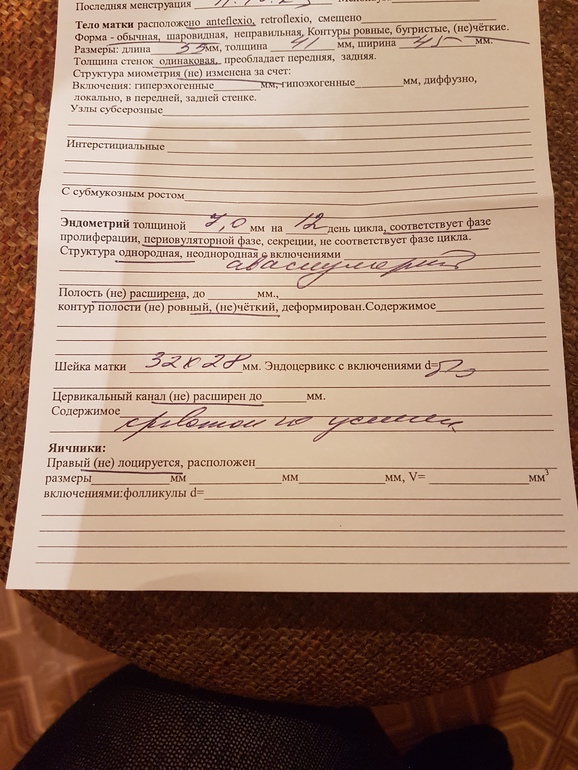 Последняя менструация
Тело матки расположено anteflexio, retroflexio, смещено
Форма - обычная, шаровидная, неправильная. Контуры ровные, бугристые, (не)чёткие.
Размеры: длина 55 мм, толщина 41 мм, ширина 45 мм.
Толщина стенок одинаковая, преобладает передняя, задняя.
Структура миометрия (не) изменена за счет:
Включения: гиперэхогенные мм, гипоэхогенные мм, диффузно,
локально, в передней, задней стенке.
Узлы субсерозные
Интерстициальные
С субмукозным ростом
Эндометрий толщиной 7,0 мм на 12 день цикла, соответствует фазе
пролиферации, периовуляторной фазе, секреции, не соответствует фазе цикла.
Структура однородная, неоднородная с включениями
Полость (не) расширена, до мм.,
контур полости (не) ровный, (не)чёткий, деформирован.Содержимое
Шейка матки 32х28 мм. Эндоцервикс с включениями d=
Цервикальный канал (не) расширен до мм.
Содержимое
Яичники:
Правый (не) лоцируется, расположен
размеры мм мм мм, V= мм3
включениями:фолликулы d=